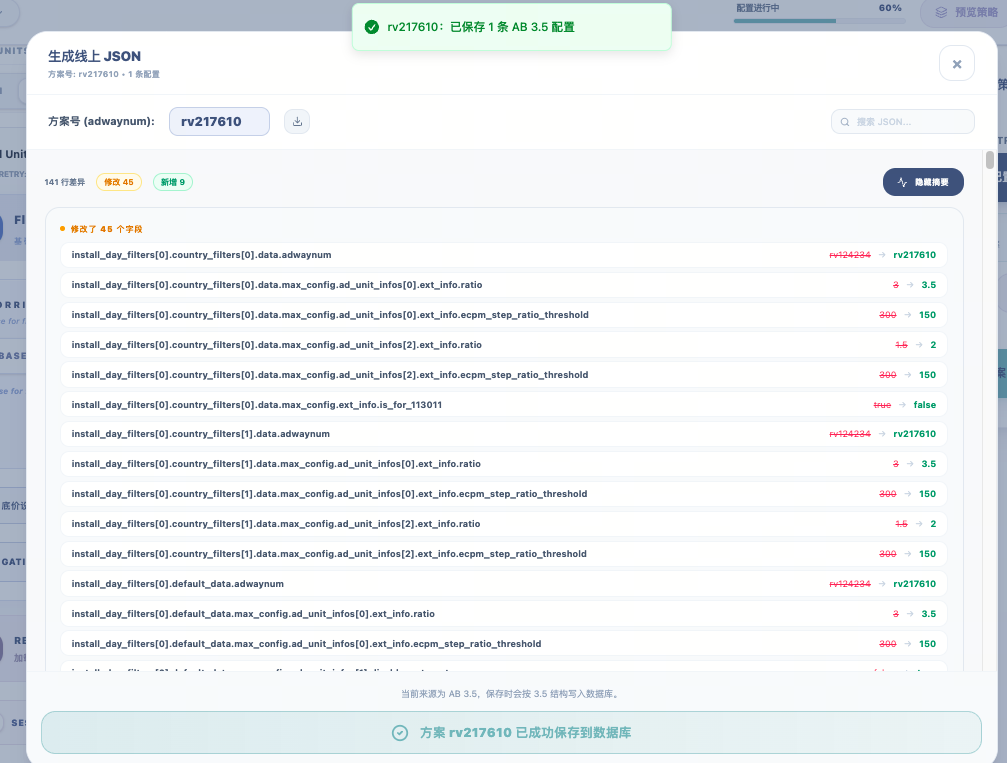 rv217610：已保存 1 条 AB 3.5 配置
配置进行中 60%
预览策略
生成线上 JSON
方案号: rv217610 • 1 条配置
方案号 (adwaynum):
rv217610
搜索 JSON...
141 行差异
修改 45
新增 9
隐藏摘要
修改了 45 个字段
install_day_filters[0].country_filters[0].data.adwaynum rv124234 → rv217610
install_day_filters[0].country_filters[0].data.max_config.ad_unit_infos[0].ext_info.ratio 3 → 3.5
install_day_filters[0].country_filters[0].data.max_config.ad_unit_infos[0].ext_info.ecpm_step_ratio_threshold 300 → 150
install_day_filters[0].country_filters[0].data.max_config.ad_unit_infos[2].ext_info.ratio 1.5 → 2
install_day_filters[0].country_filters[0].data.max_config.ad_unit_infos[2].ext_info.ecpm_step_ratio_threshold 300 → 150
install_day_filters[0].country_filters[0].data.max_config.ext_info.is_for_113011 true → false
install_day_filters[0].country_filters[1].data.adwaynum rv124234 → rv217610
install_day_filters[0].country_filters[1].data.max_config.ad_unit_infos[0].ext_info.ratio 3 → 3.5
install_day_filters[0].country_filters[1].data.max_config.ad_unit_infos[0].ext_info.ecpm_step_ratio_threshold 300 → 150
install_day_filters[0].country_filters[1].data.max_config.ad_unit_infos[2].ext_info.ratio 1.5 → 2
install_day_filters[0].country_filters[1].data.max_config.ad_unit_infos[2].ext_info.ecpm_step_ratio_threshold 300 → 150
install_day_filters[0].default_data.adwaynum rv124234 → rv217610
install_day_filters[0].default_data.max_config.ad_unit_infos[0].ext_info.ratio 3 → 3.5
install_day_filters[0].default_data.max_config.ad_unit_infos[0].ext_info.ecpm_step_ratio_threshold 300 → 150
当前来源为 AB 3.5，保存时会按 3.5 结构写入数据库。
方案 rv217610 已成功保存到数据库